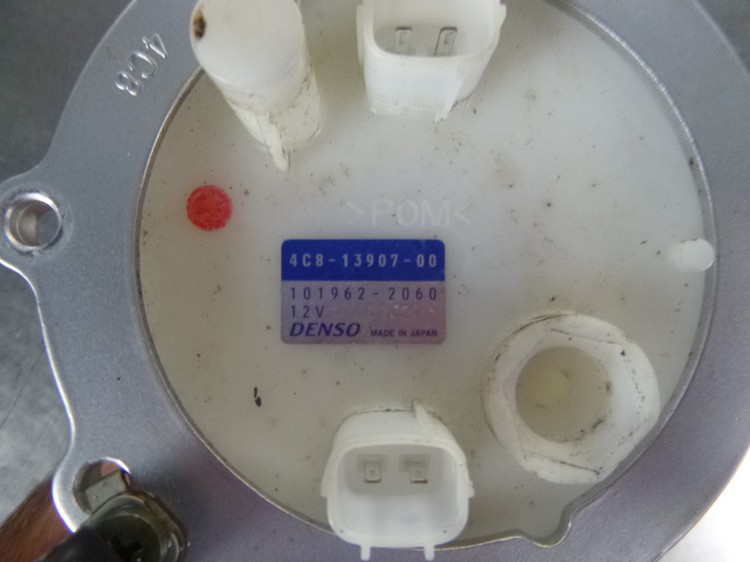 4C8
>POM<
4C8-13907-00
101962-2060
12V
DENSO MADE IN JAPAN